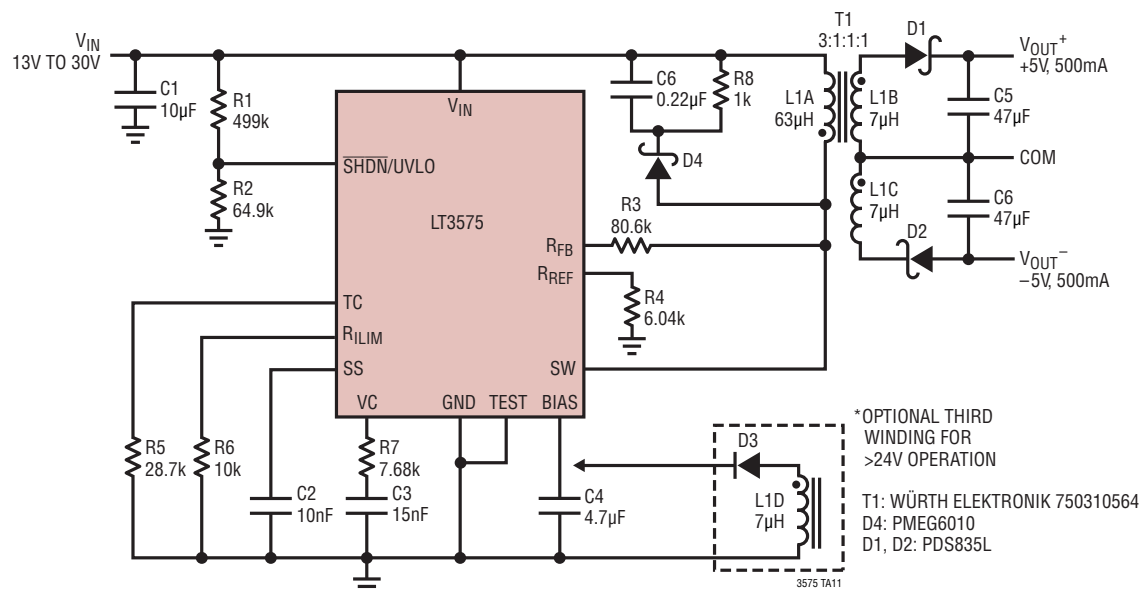 VIN
13V TO 30V
C1
10µF
R1
499k
R2
64.9k
VIN
SHDN/UVLO
LT3575
RFB
RREF
TC
RILIM
SS
SW
VC
GND
TEST
BIAS
C6
0.22µF
R8
1k
D4
R3
80.6k
R4
6.04k
T1
3:1:1:1
L1A
63µH
L1B
7µH
L1C
7µH
D1
D2
VOUT+
+5V, 500mA
C5
47µF
COM
C6
47µF
VOUT–
–5V, 500mA
R5
28.7k
R6
10k
C2
10nF
R7
7.68k
C3
15nF
C4
4.7µF
D3
L1D
7µH
*OPTIONAL THIRD
WINDING FOR
>24V OPERATION
T1: WÜRTH ELEKTRONIK 750310564
D4: PMEG6010
D1, D2: PDS835L
3575 TA11